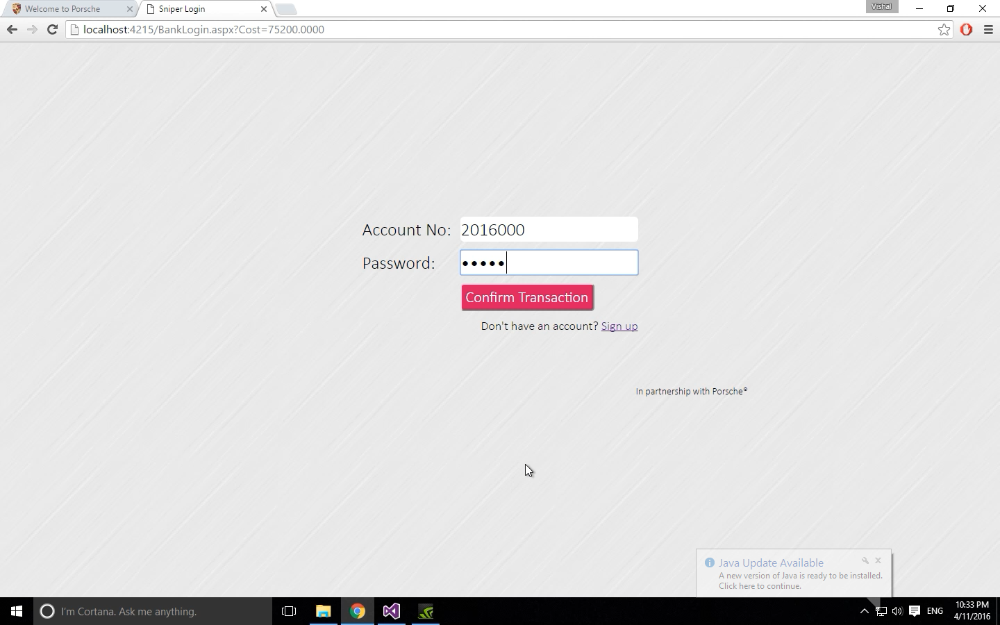 Welcome to Porsche
Sniper Login
Vishal
localhost:4215/BankLogin.aspx?Cost=75200.0000
Account No: 2016000
Password: •••••
Confirm Transaction
Don't have an account? Sign up
In partnership with Porsche®
Java Update Available
A new version of Java is ready to be installed.
Click here to continue.
I'm Cortana. Ask me anything.
ENG
10:33 PM
4/11/2016